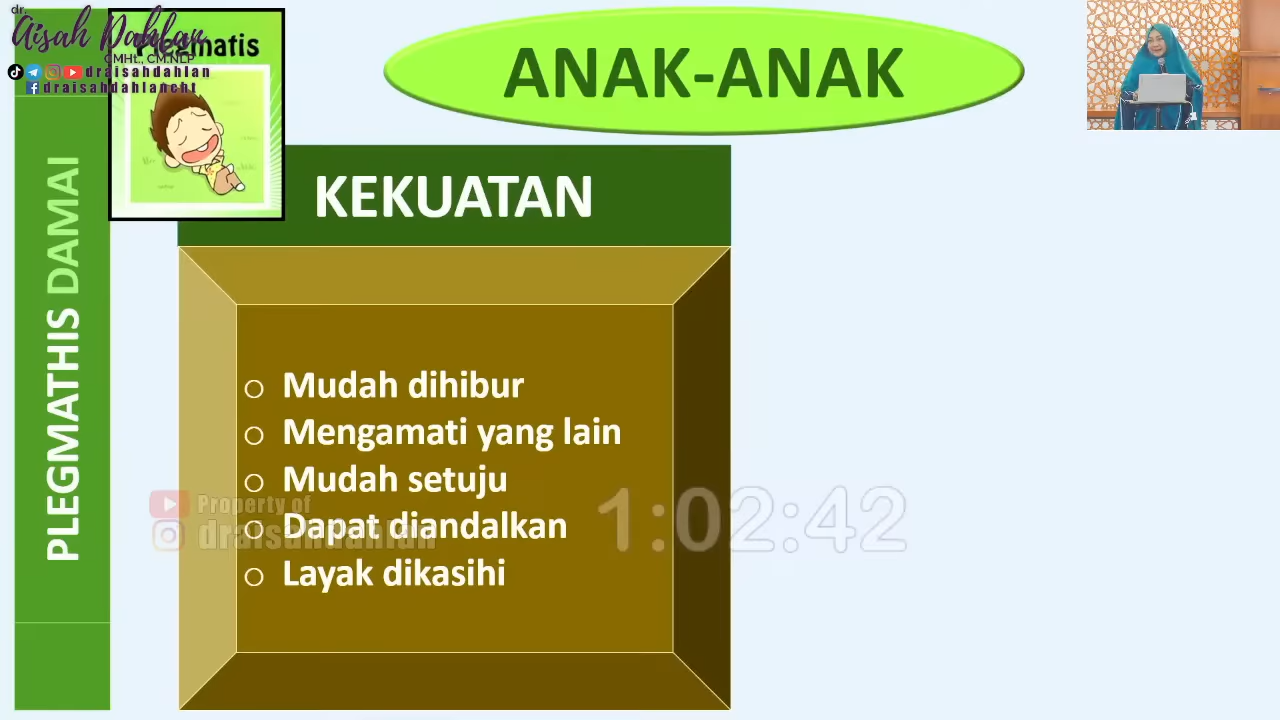 dr.
Aisah Dahlan
CMHt., CM.NLP
draisahdahlan
draisahdahlancht
ANAK-ANAK
PLEGMATHIS DAMAI
KEKUATAN
Mudah dihibur
Mengamati yang lain
Mudah setuju
Dapat diandalkan
Layak dikasihi
Property of
draisahdahlan
1:02:42